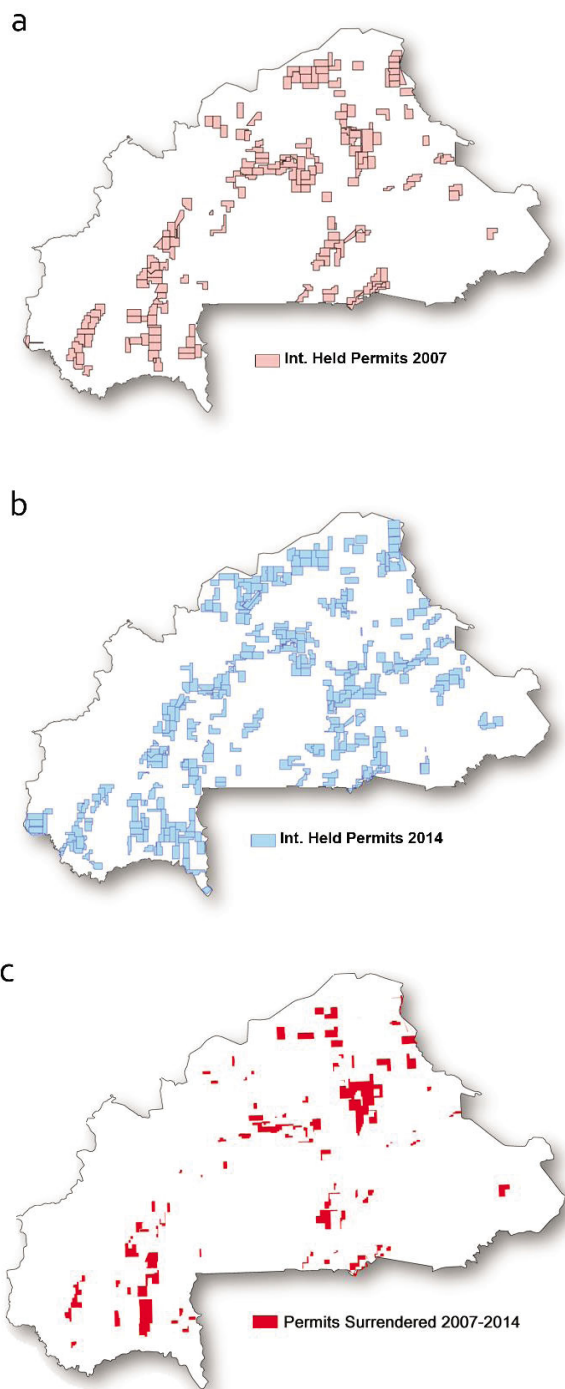 a
Int. Held Permits 2007
b
Int. Held Permits 2014
c
Permits Surrendered 2007-2014